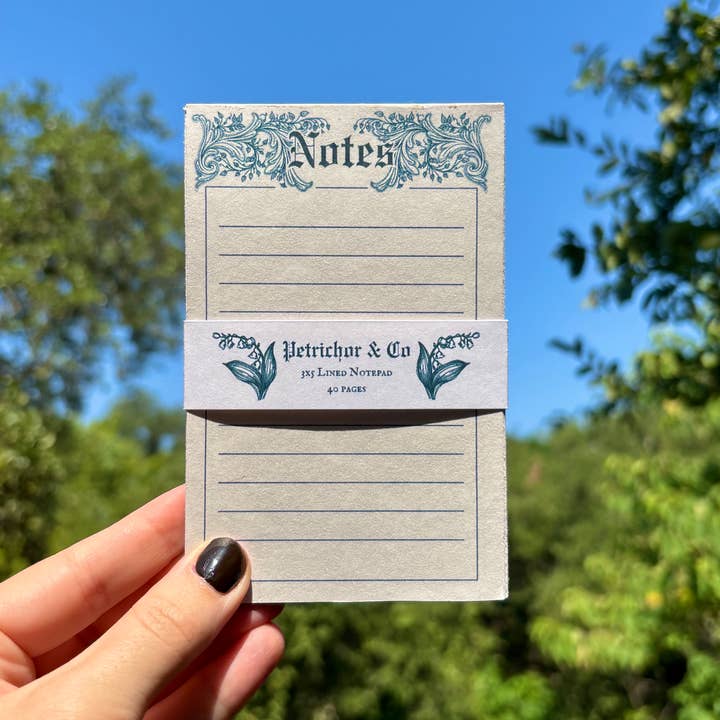 Notes
Petrichor & Co
3x5 Lined Notepad
40 pages